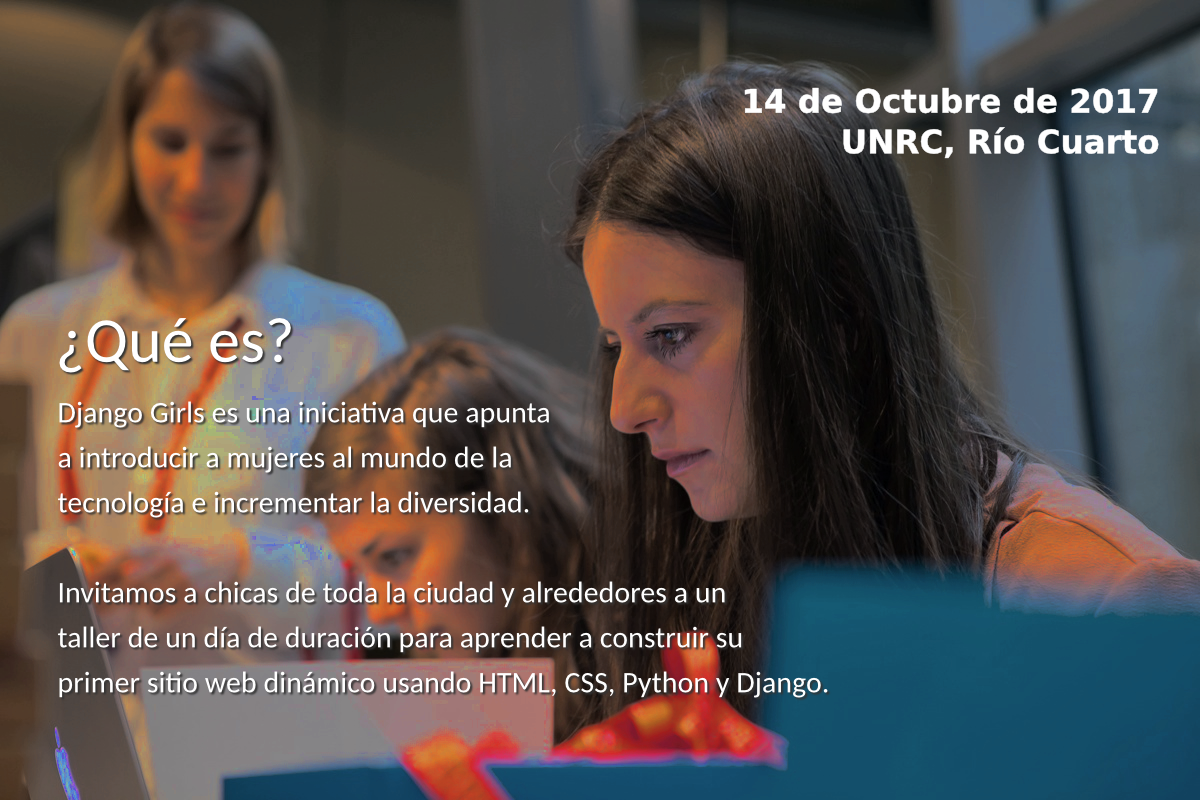 14 de Octubre de 2017
UNRC, Río Cuarto
¿Qué es?
Django Girls es una iniciativa que apunta
a introducir a mujeres al mundo de la
tecnología e incrementar la diversidad.
Invitamos a chicas de toda la ciudad y alrededores a un
taller de un día de duración para aprender a construir su
primer sitio web dinámico usando HTML, CSS, Python y Django.